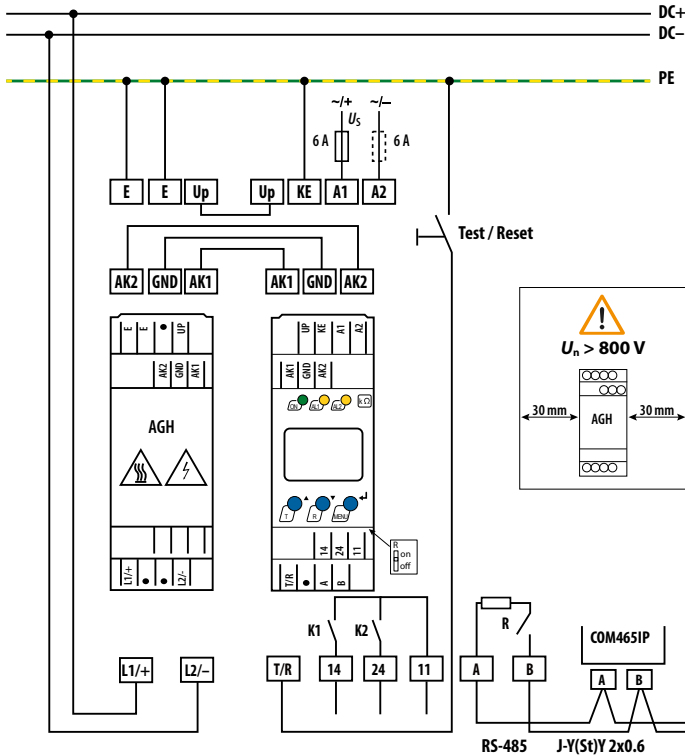 DC+
DC–
PE
~/+ ~/–
Us
6 A 6 A
E E Up Up KE A1 A2
Test / Reset
AK2 GND AK1 AK1 GND AK2
E E ● UP
AK2 GND AK1
AGH
L1/+ ● ● L2/-
UP KE A1 A2
AK1 GND AK2
ON AL1 AL2 kΩ
T R MENU
14 24 11
T/R ● A B
R
on
off
Un > 800 V
30 mm AGH 30 mm
K1 K2
R
COM465IP
L1/+ L2/– T/R 14 24 11 A B A B
RS-485 J-Y(St)Y 2x0.6